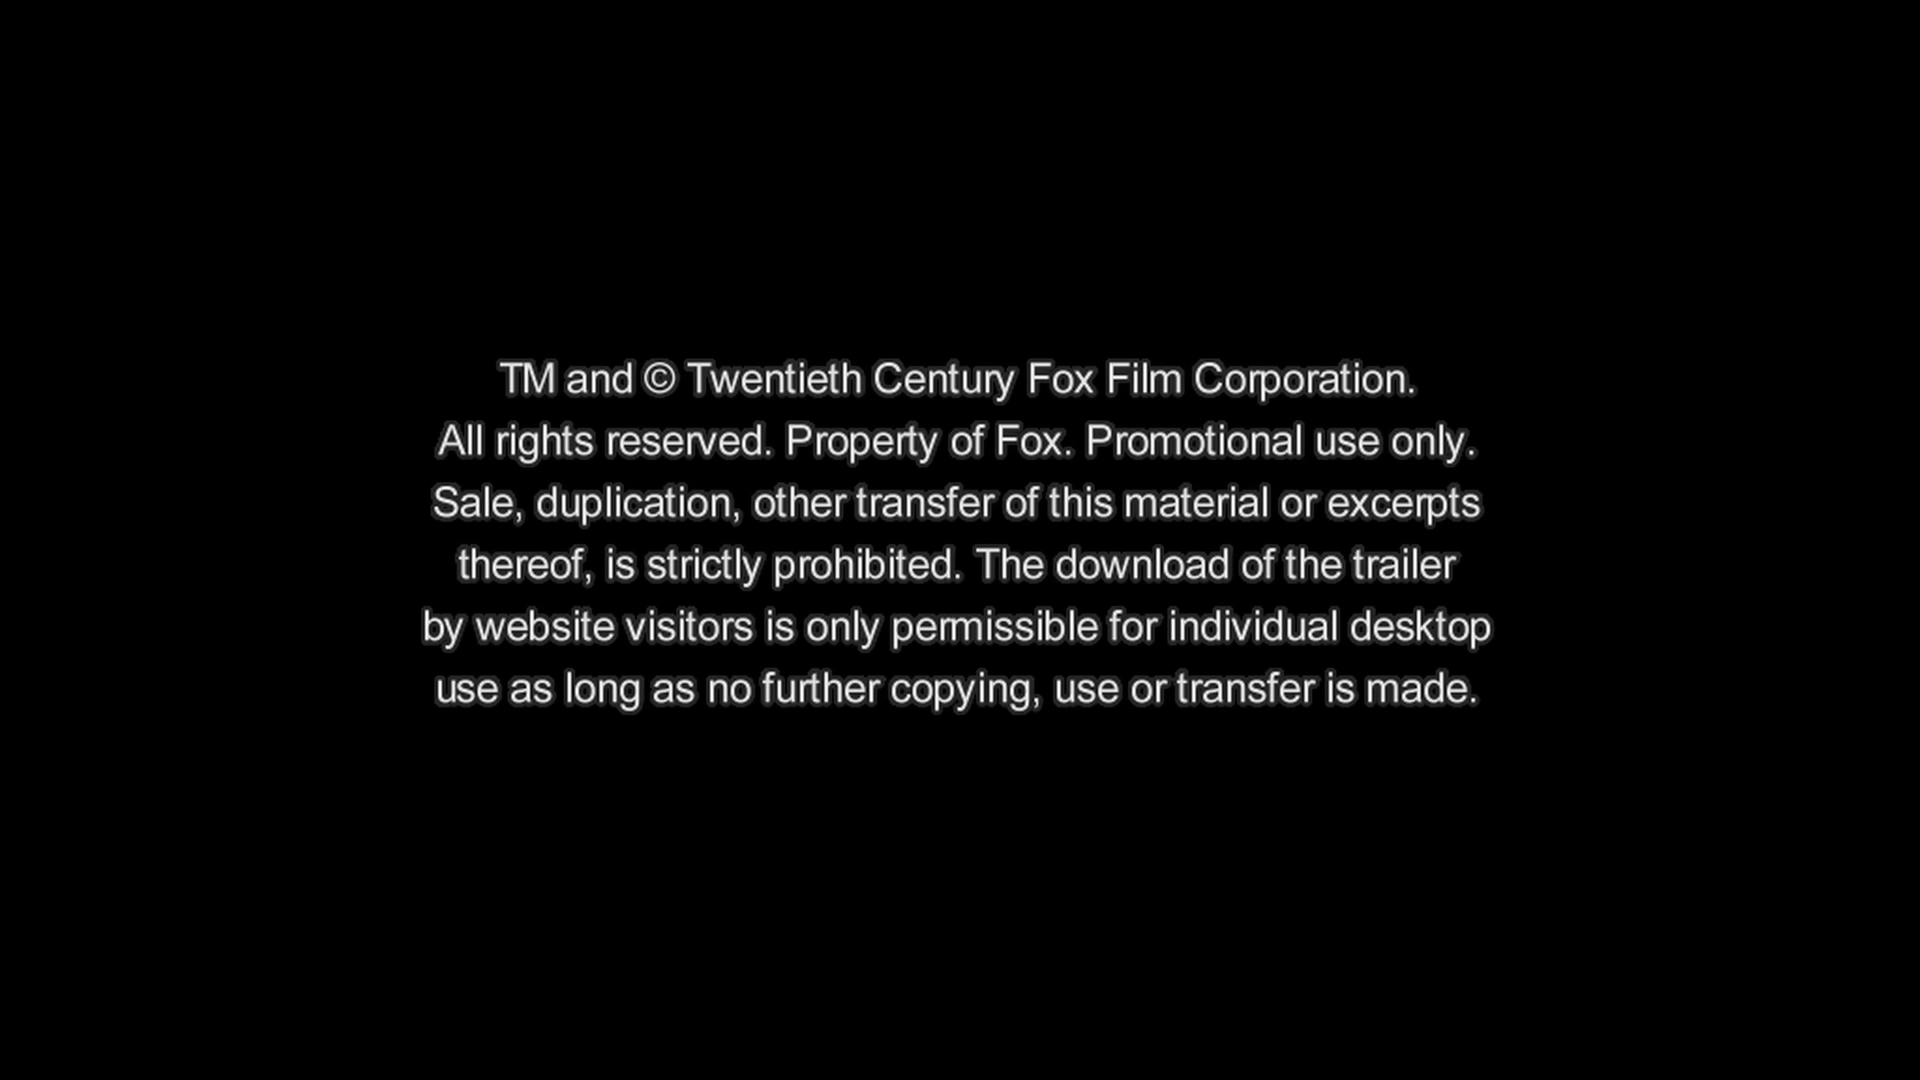 TM and © Twentieth Century Fox Film Corporation.
All rights reserved. Property of Fox. Promotional use only.
Sale, duplication, other transfer of this material or excerpts
thereof, is strictly prohibited. The download of the trailer
by website visitors is only permissible for individual desktop
use as long as no further copying, use or transfer is made.